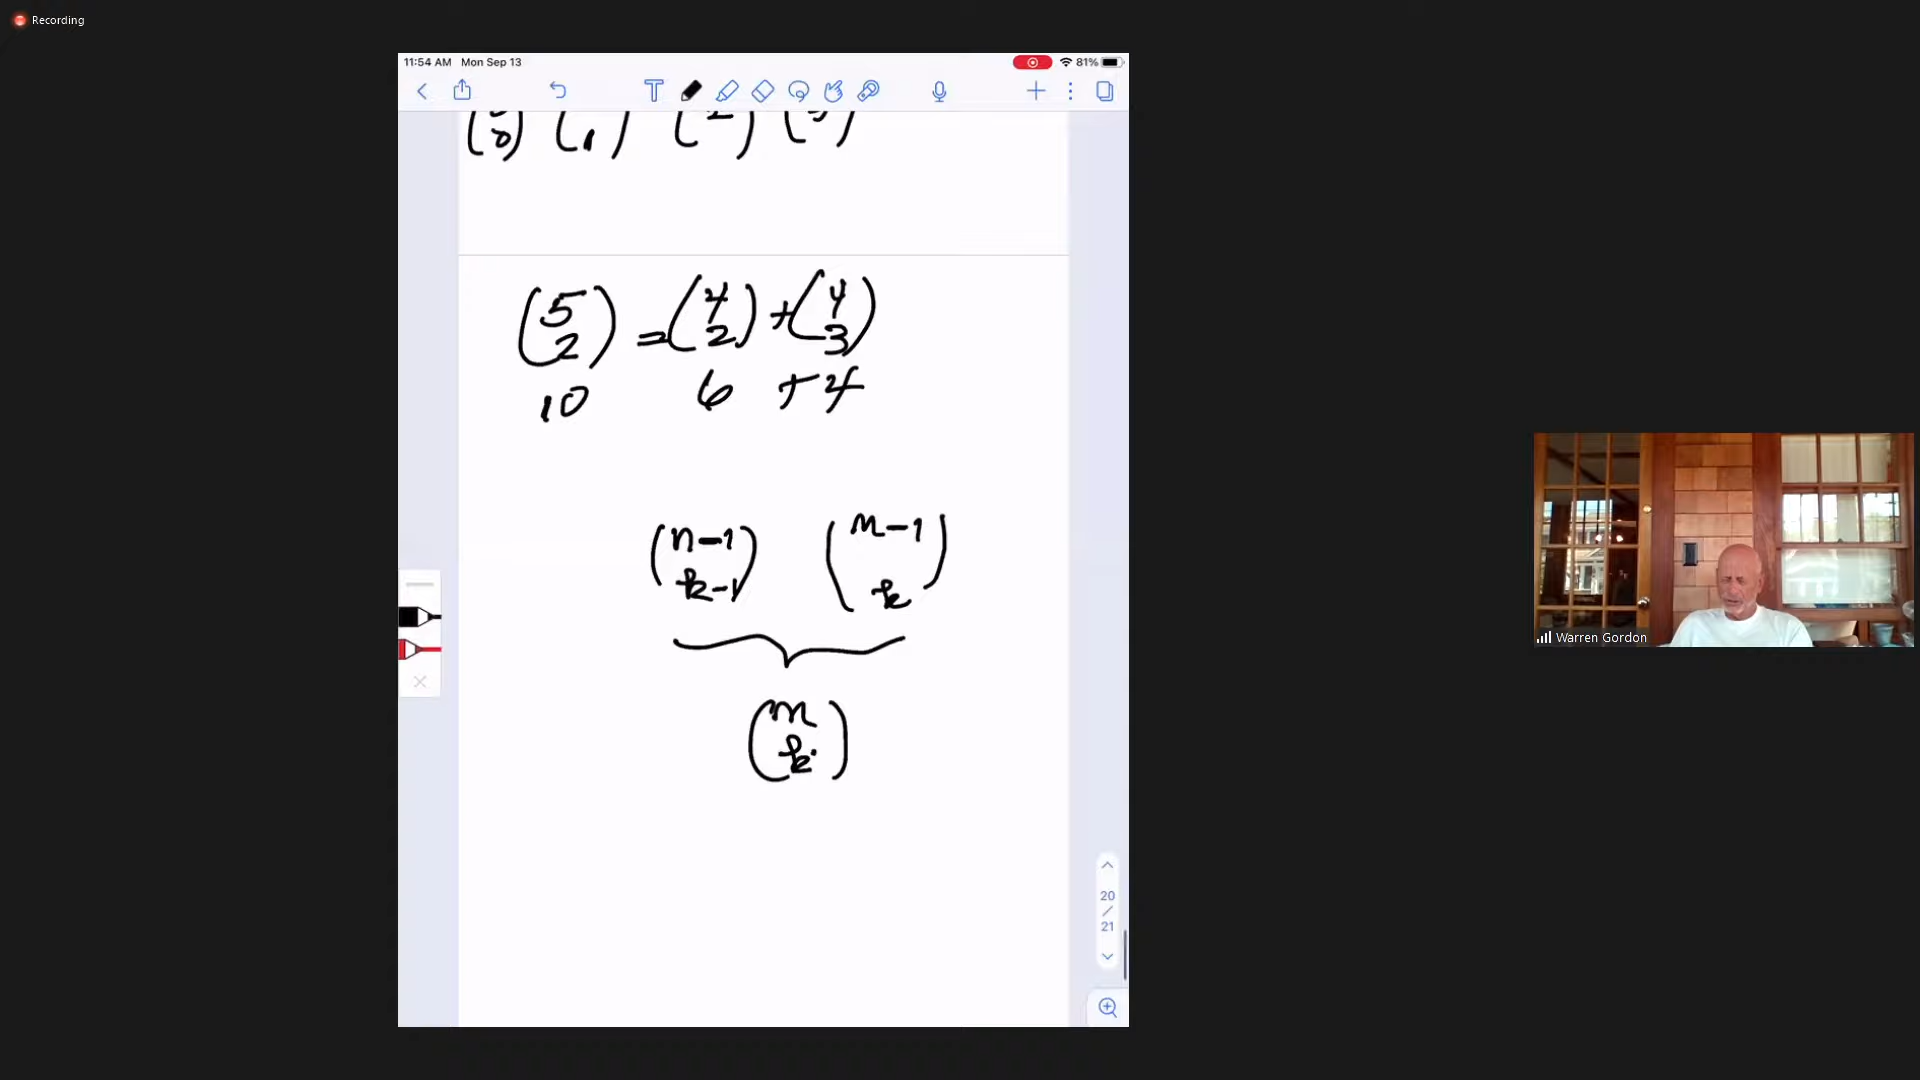 Recording
11:54 AM Mon Sep 13
81%
T
( 5 2 ) = ( 4 2 ) + ( 4 3 )
10 6 + 4
( n-1 k-1 ) ( n-1 k )
( n k )
20
/
21
Warren Gordon